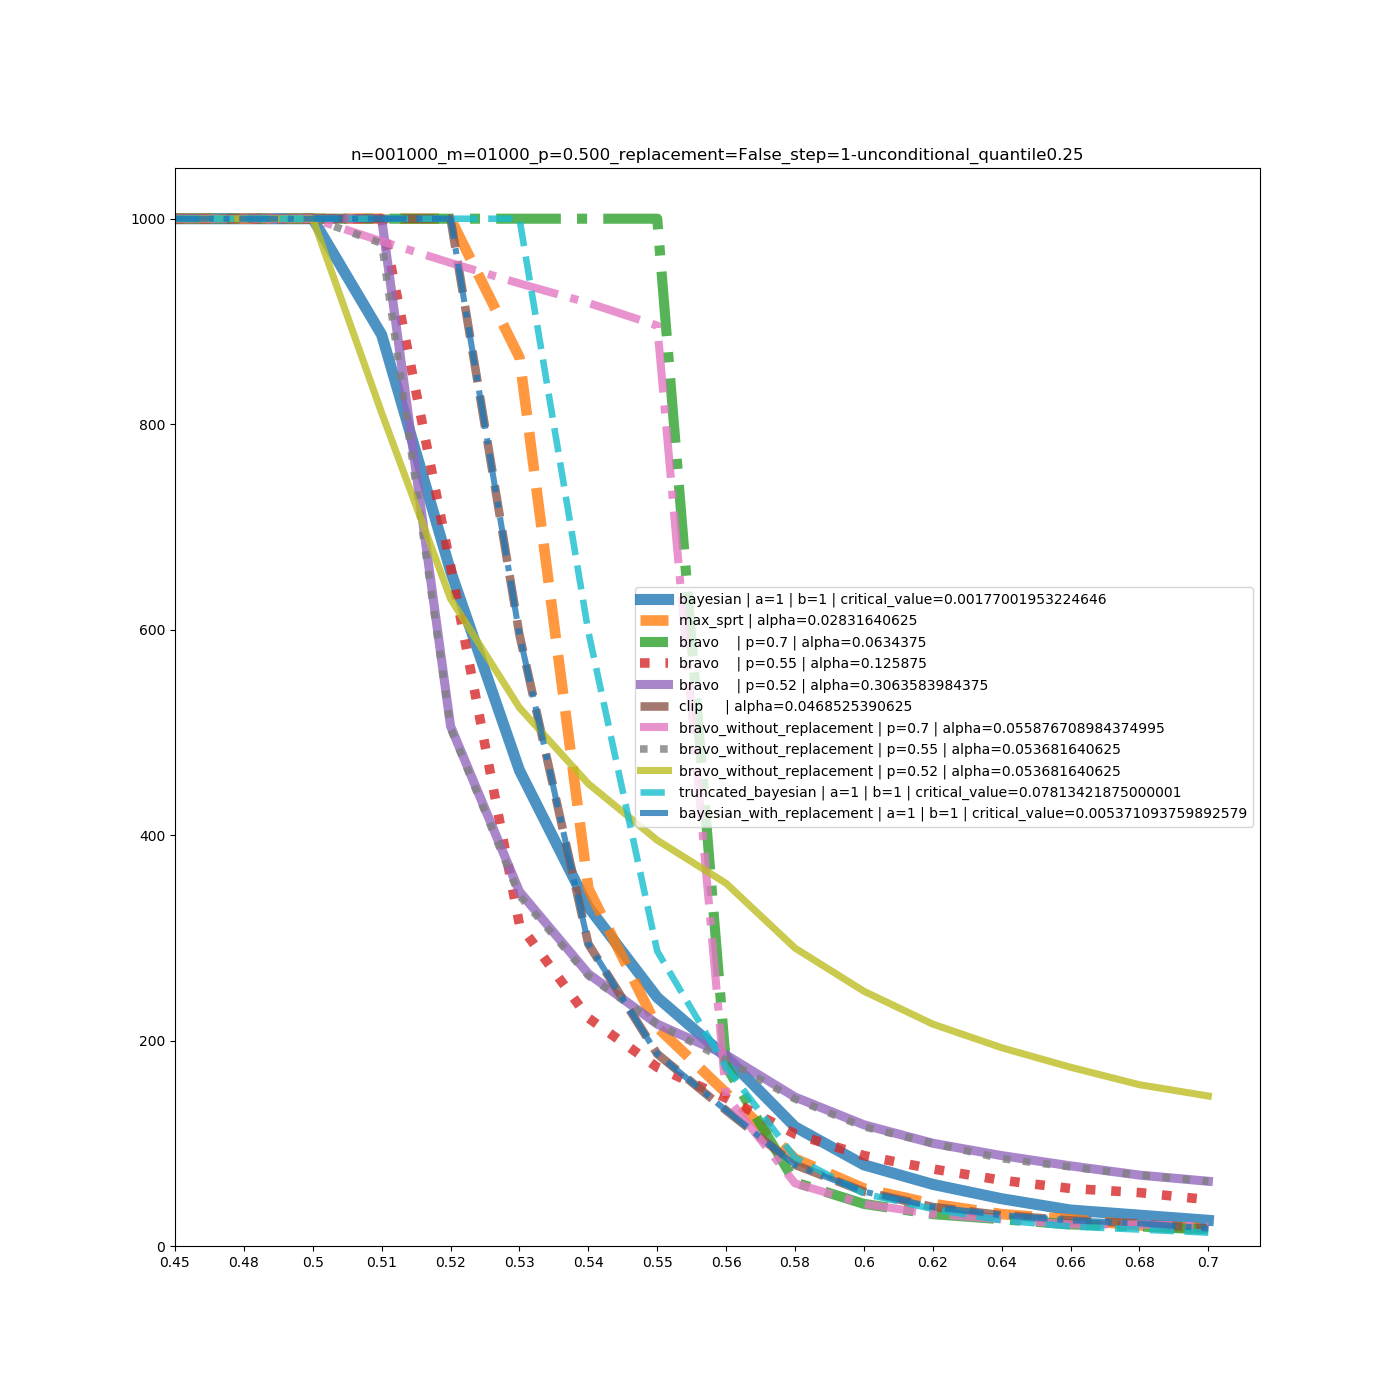 n=001000_m=01000_p=0.500_replacement=False_step=1-unconditional_quantile0.25
1000
800
600
400
200
0
bayesian | a=1 | b=1 | critical_value=0.00177001953224646
max_sprt | alpha=0.02831640625
bravo    | p=0.7 | alpha=0.0634375
bravo    | p=0.55 | alpha=0.125875
bravo    | p=0.52 | alpha=0.3063583984375
clip     | alpha=0.0468525390625
bravo_without_replacement | p=0.7 | alpha=0.055876708984374995
bravo_without_replacement | p=0.55 | alpha=0.053681640625
bravo_without_replacement | p=0.52 | alpha=0.053681640625
truncated_bayesian | a=1 | b=1 | critical_value=0.07813421875000001
bayesian_with_replacement | a=1 | b=1 | critical_value=0.005371093759892579
0.45 0.48 0.5 0.51 0.52 0.53 0.54 0.55 0.56 0.58 0.6 0.62 0.64 0.66 0.68 0.7